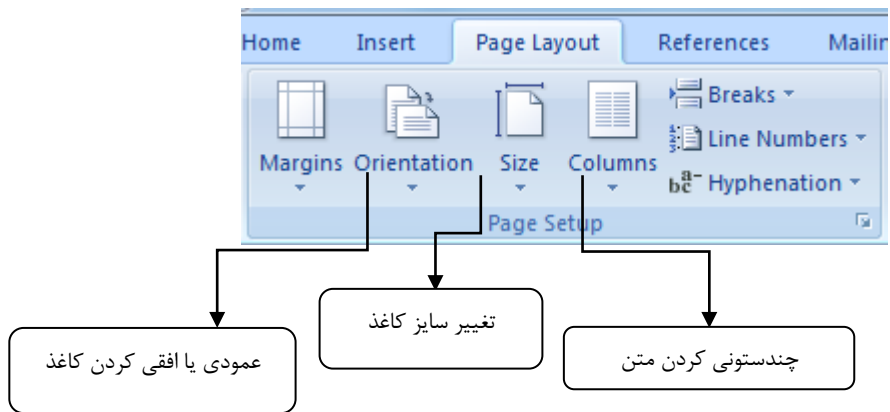 Home Insert Page Layout References Mailin
Breaks
Line Numbers
Hyphenation
Margins Orientation Size Columns
Page Setup
تغییر سایز کاغذ
عمودی یا افقی کردن کاغذ
چندستونی کردن متن